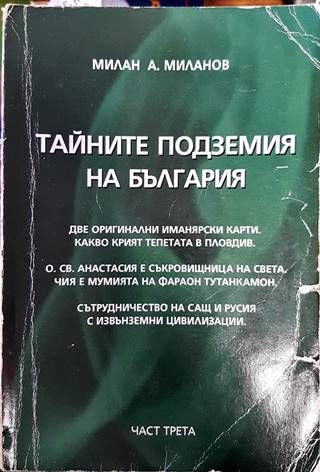 МИЛАН А. МИЛАНОВ
ТАЙНИТЕ ПОДЗЕМИЯ
НА БЪЛГАРИЯ
ДВЕ ОРИГИНАЛНИ ИМАНЯРСКИ КАРТИ.
КАКВО КРИЯТ ТЕПЕТАТА В ПЛОВДИВ.
О. СВ. АНАСТАСИЯ Е СЪКРОВИЩНИЦА НА СВЕТА.
ЧИЯ Е МУМИЯТА НА ФАРАОН ТУТАНКАМОН.
СЪТРУДНИЧЕСТВО НА САЩ И РУСИЯ
С ИЗВЪНЗЕМНИ ЦИВИЛИЗАЦИИ.
ЧАСТ ТРЕТА